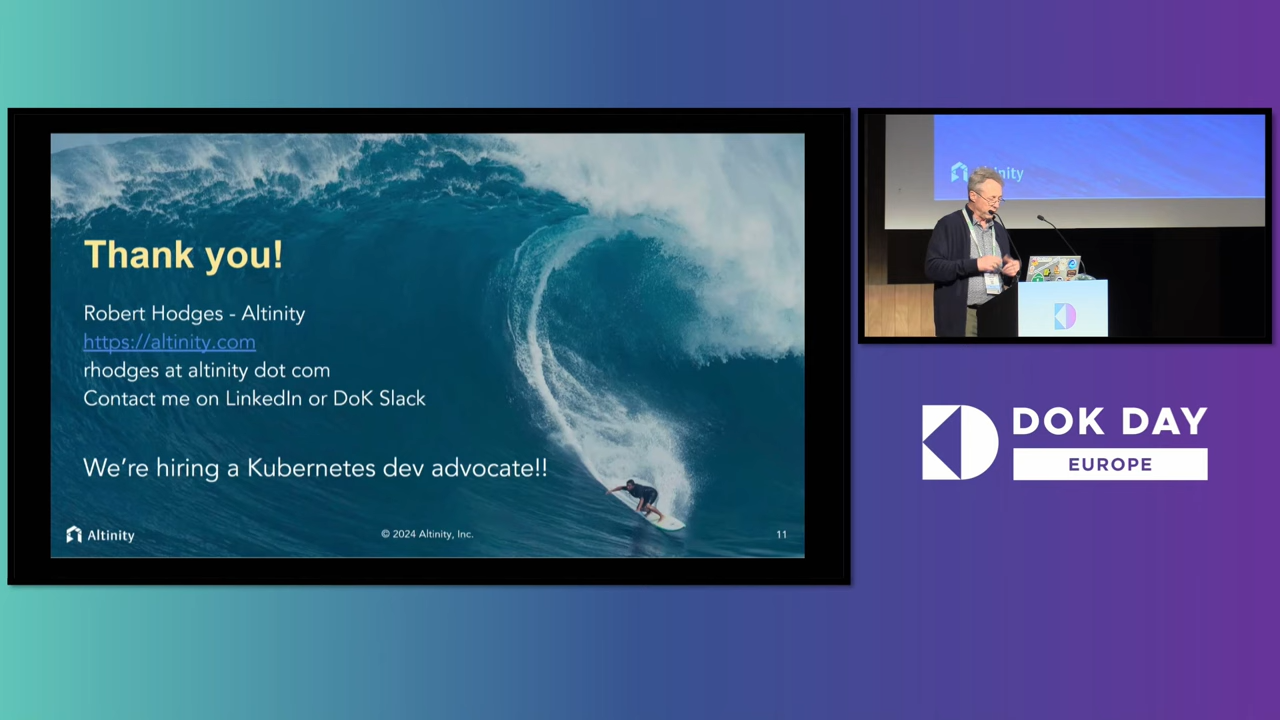 Thank you!
Robert Hodges - Altinity
https://altinity.com
rhodges at altinity dot com
Contact me on LinkedIn or DoK Slack
We're hiring a Kubernetes dev advocate!!
Altinity
© 2024 Altinity, Inc.
11
DOK DAY
EUROPE